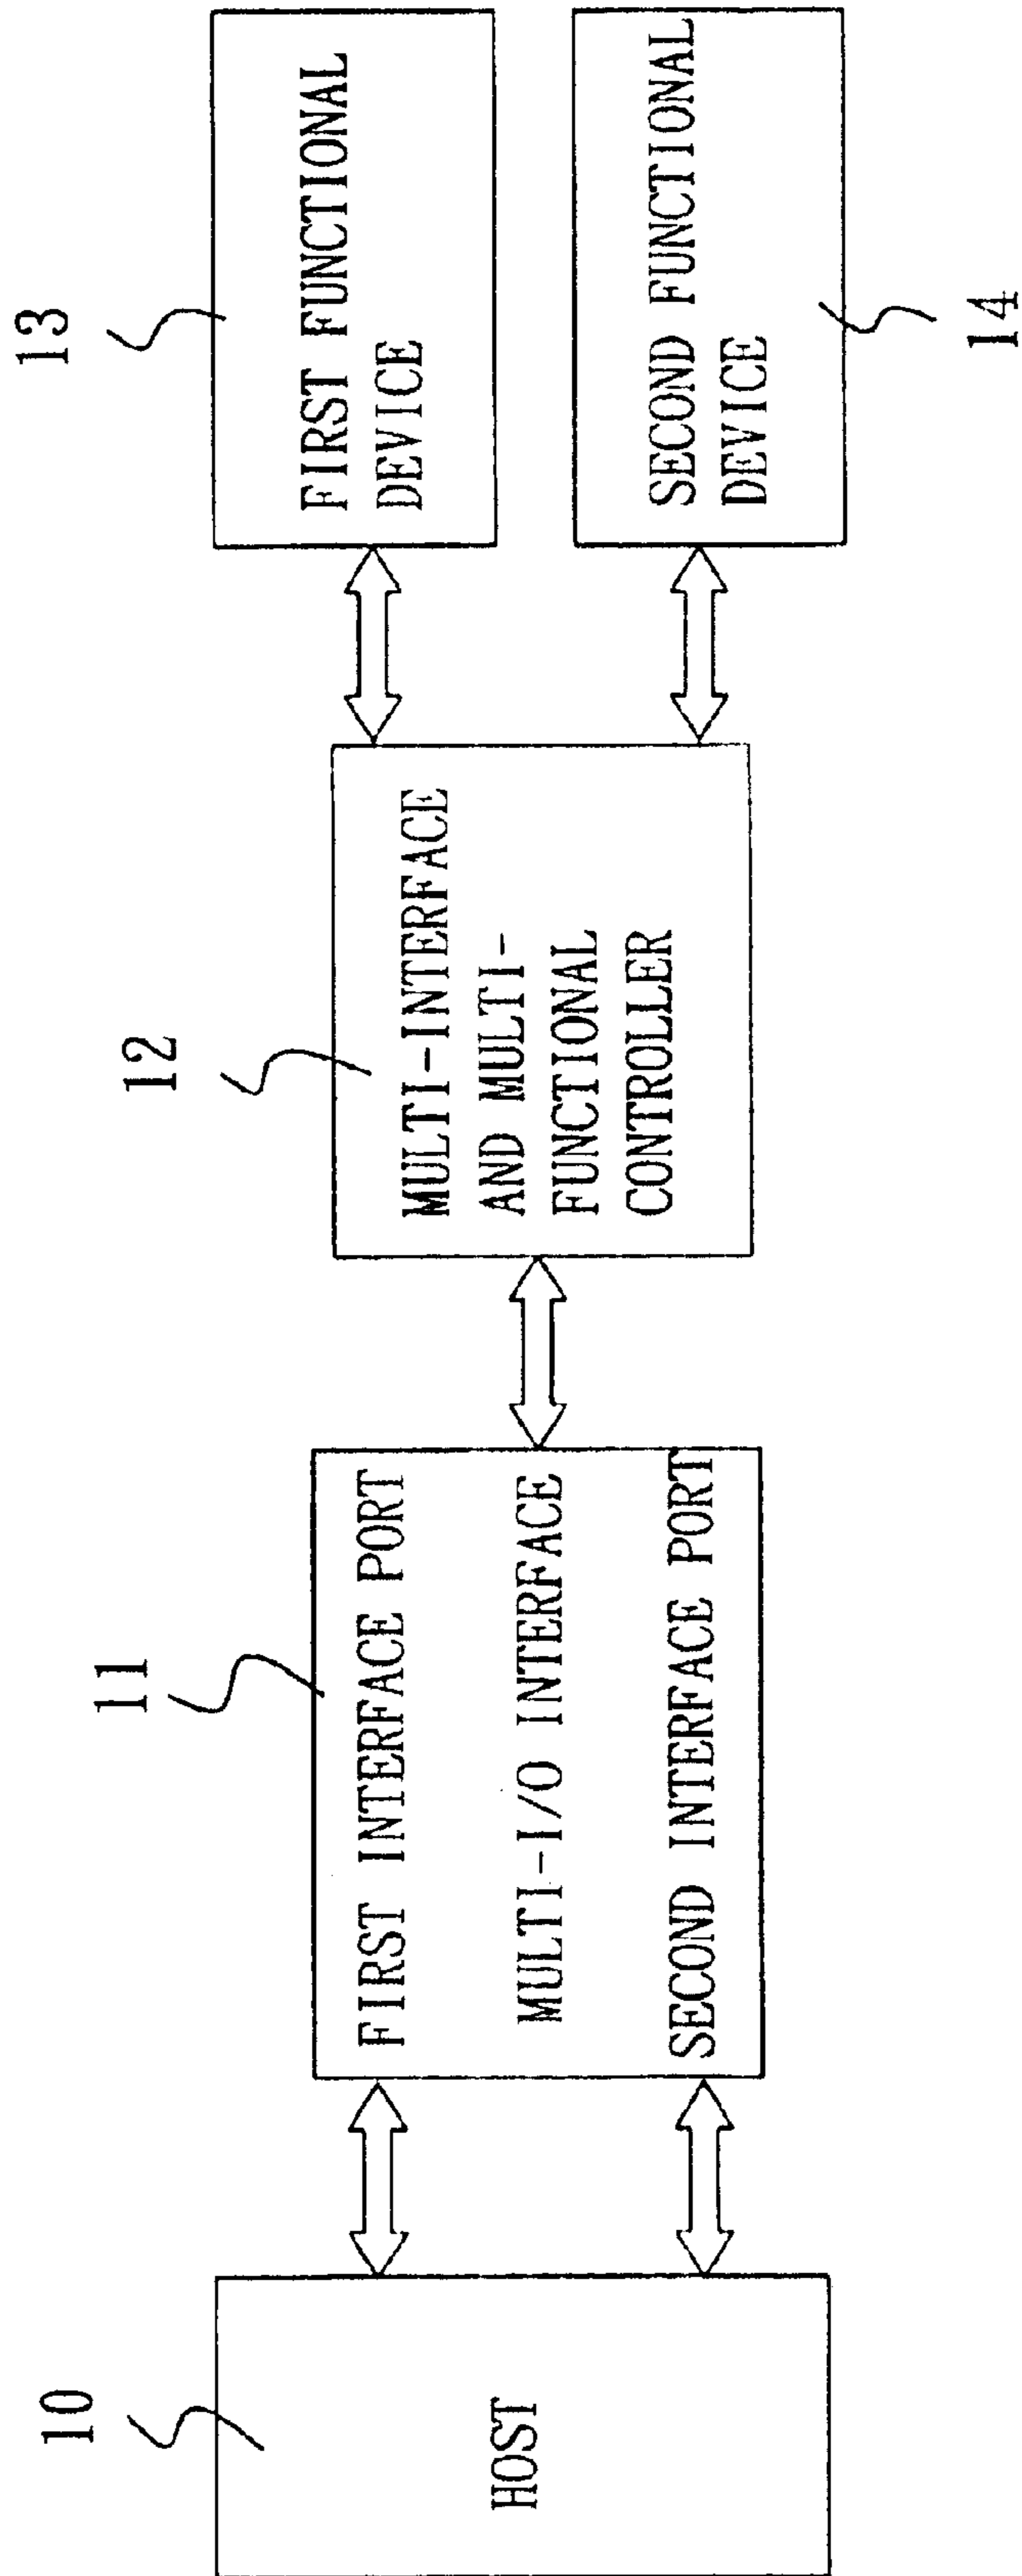 10
HOST
11
FIRST INTERFACE PORT
MULTI-I/O INTERFACE
SECOND INTERFACE PORT
12
MULTI-INTERFACE
AND MULTI-
FUNCTIONAL
CONTROLLER
13
FIRST FUNCTIONAL
DEVICE
SECOND FUNCTIONAL
DEVICE
14